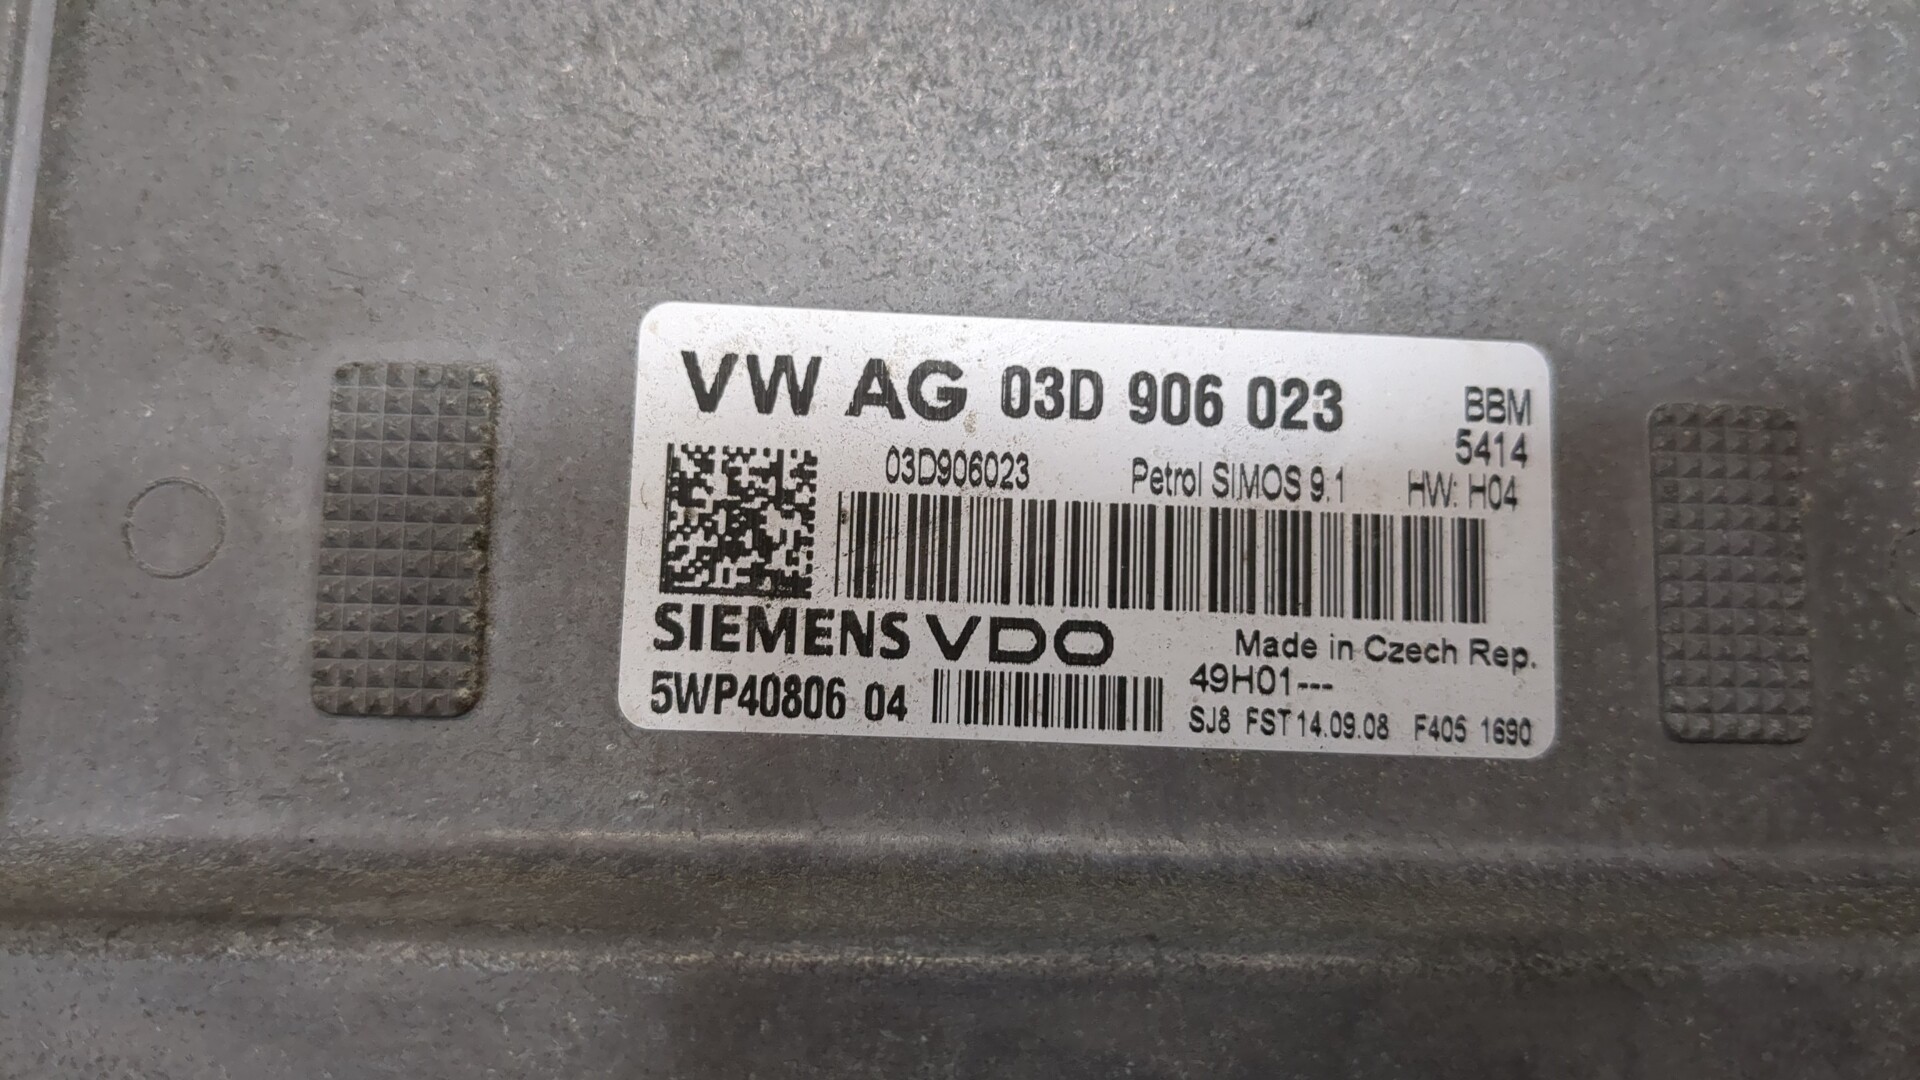 VW AG 03D 906 023
BBM
5414
03D906023 Petrol SIMOS 9.1 HW: H04
SIEMENS VDO Made in Czech Rep.
5WP40806 04 49H01---
SJ8 FST 14.09.08 F405 1690